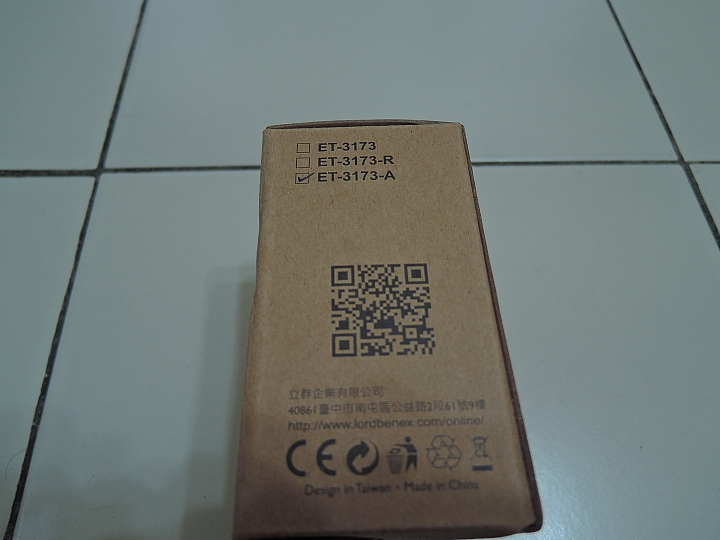 ET-3173
ET-3173-R
ET-3173-A
立群企業有限公司
40861臺中市南屯區公益路2段61號9樓
http://www.lordbenex.com/online/
CE
Design in Taiwan • Made in China